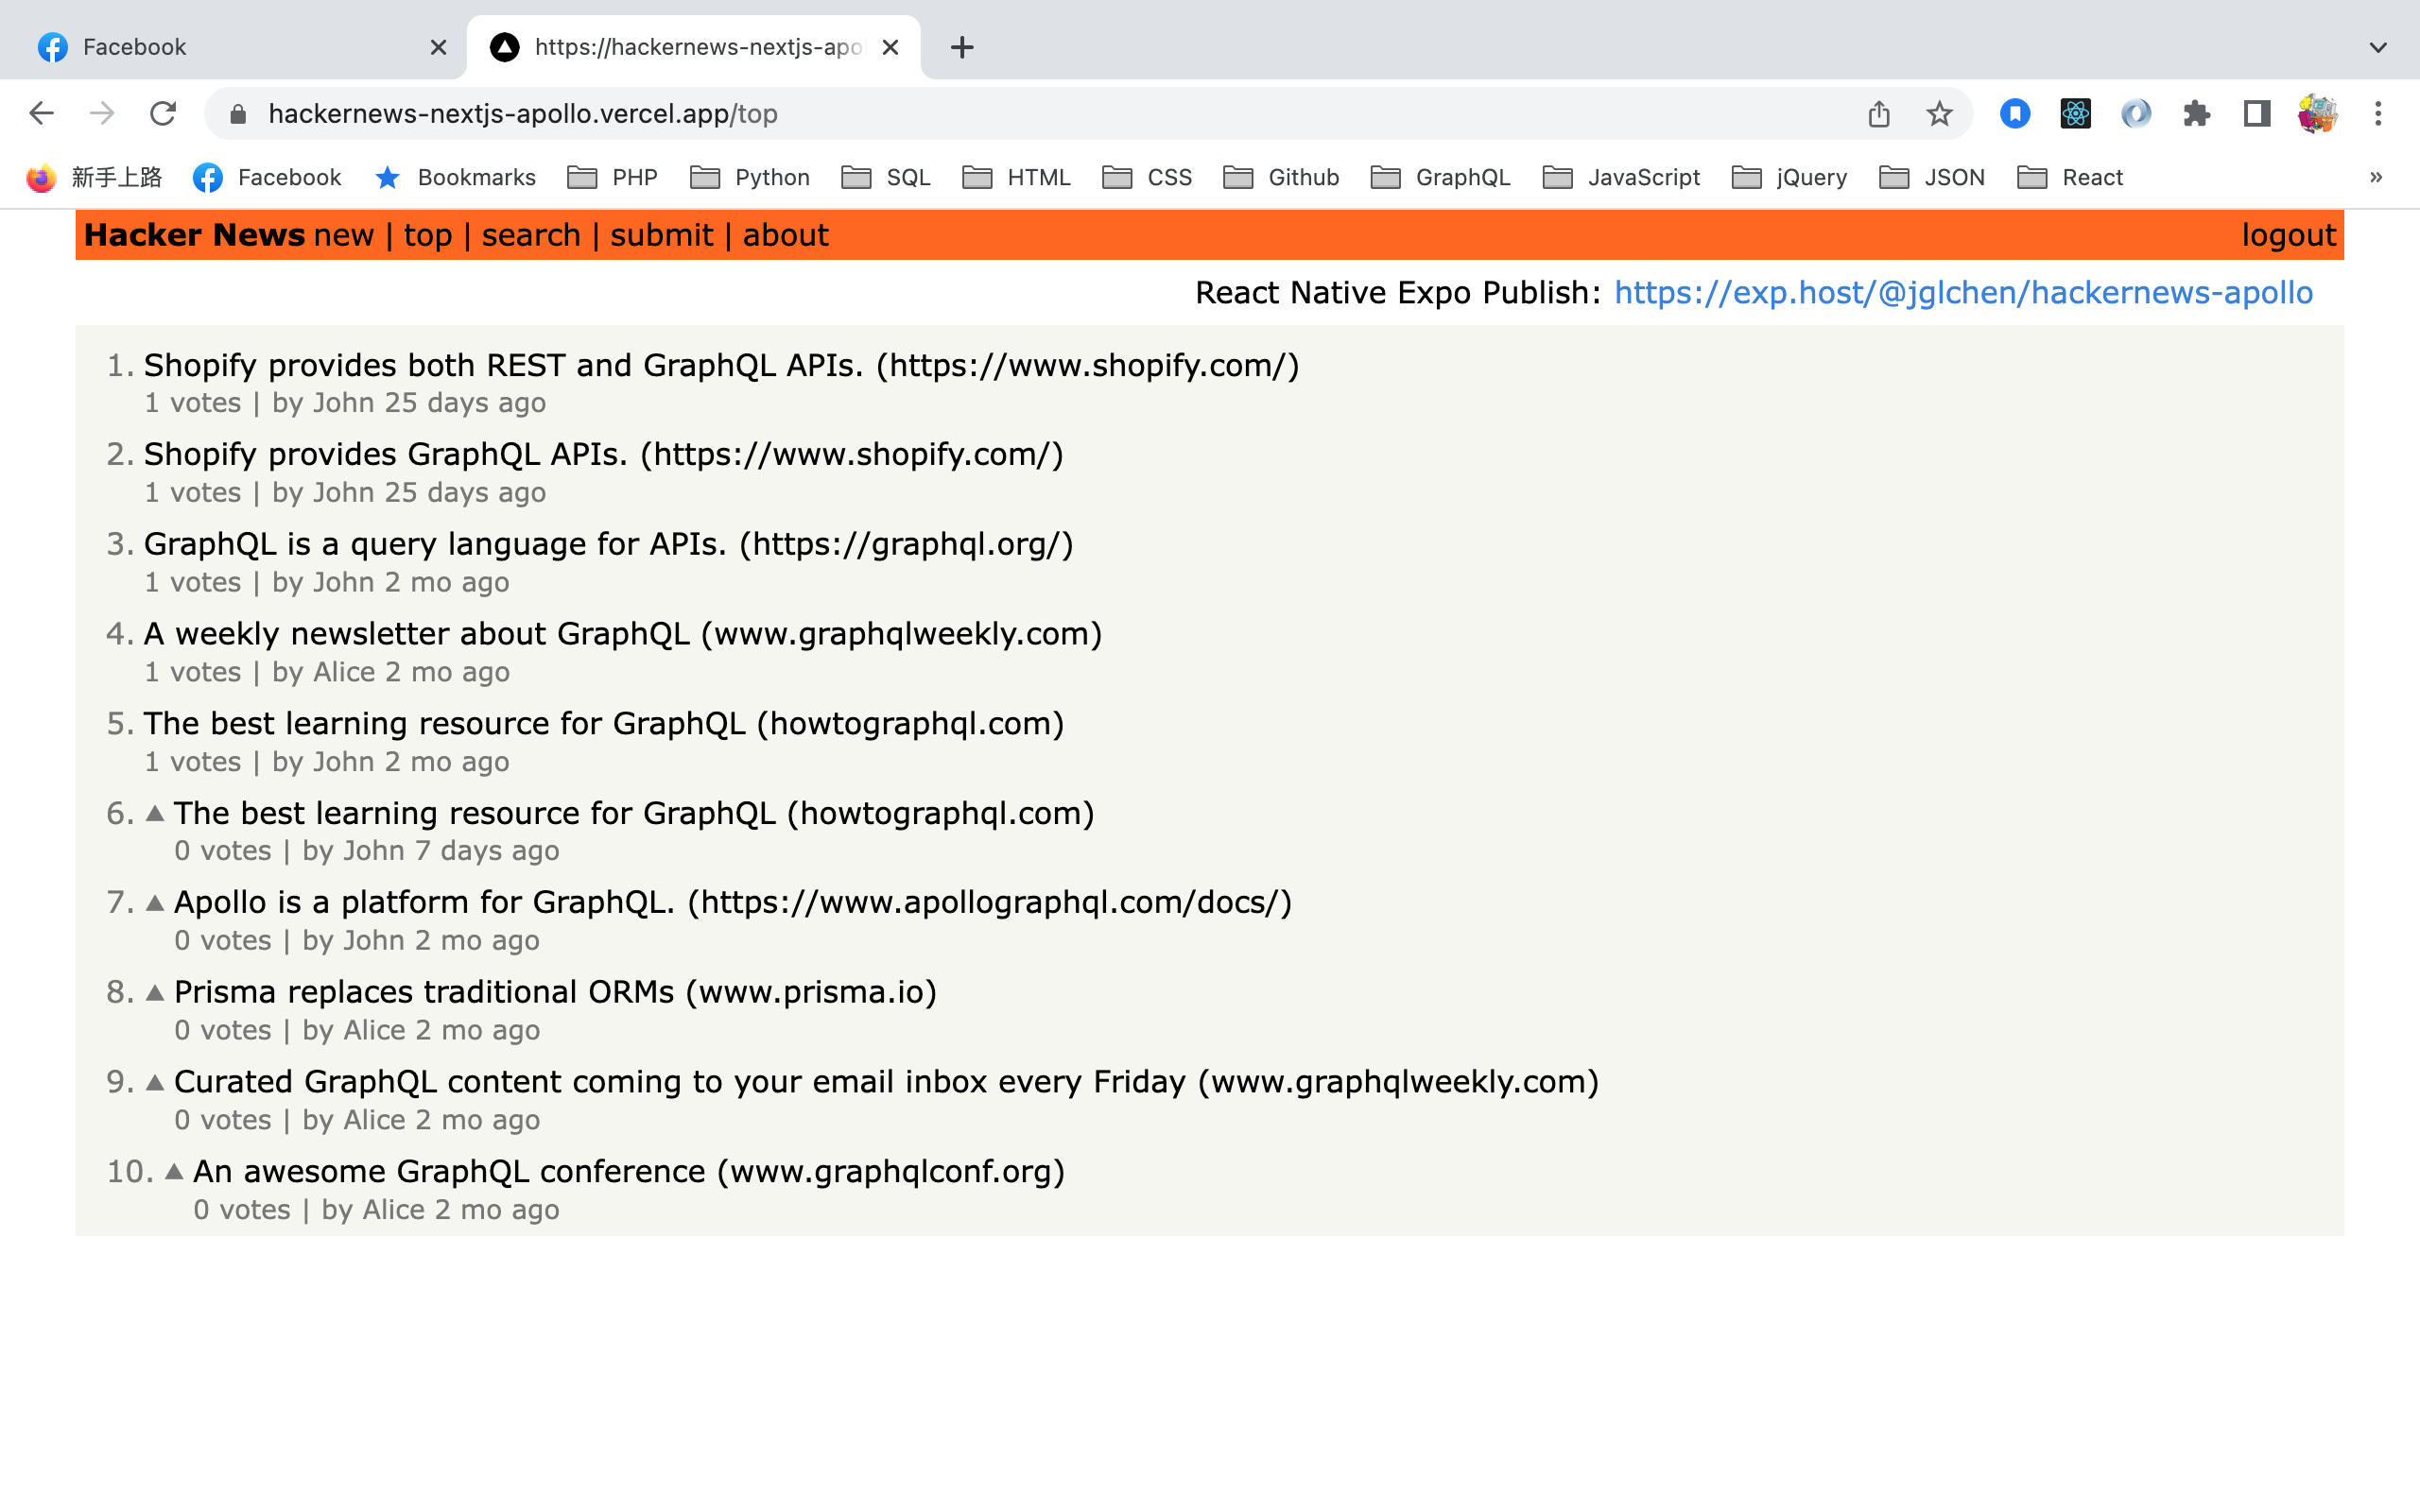 Facebook
https://hackernews-nextjs-apo
hackernews-nextjs-apollo.vercel.app/top
新手上路 Facebook Bookmarks PHP Python SQL HTML CSS Github GraphQL JavaScript jQuery JSON React »
Hacker News new | top | search | submit | about logout
React Native Expo Publish: https://exp.host/@jglchen/hackernews-apollo
1. Shopify provides both REST and GraphQL APIs. (https://www.shopify.com/)
1 votes | by John 25 days ago
2. Shopify provides GraphQL APIs. (https://www.shopify.com/)
1 votes | by John 25 days ago
3. GraphQL is a query language for APIs. (https://graphql.org/)
1 votes | by John 2 mo ago
4. A weekly newsletter about GraphQL (www.graphqlweekly.com)
1 votes | by Alice 2 mo ago
5. The best learning resource for GraphQL (howtographql.com)
1 votes | by John 2 mo ago
6. ▲ The best learning resource for GraphQL (howtographql.com)
0 votes | by John 7 days ago
7. ▲ Apollo is a platform for GraphQL. (https://www.apollographql.com/docs/)
0 votes | by John 2 mo ago
8. ▲ Prisma replaces traditional ORMs (www.prisma.io)
0 votes | by Alice 2 mo ago
9. ▲ Curated GraphQL content coming to your email inbox every Friday (www.graphqlweekly.com)
0 votes | by Alice 2 mo ago
10. ▲ An awesome GraphQL conference (www.graphqlconf.org)
0 votes | by Alice 2 mo ago